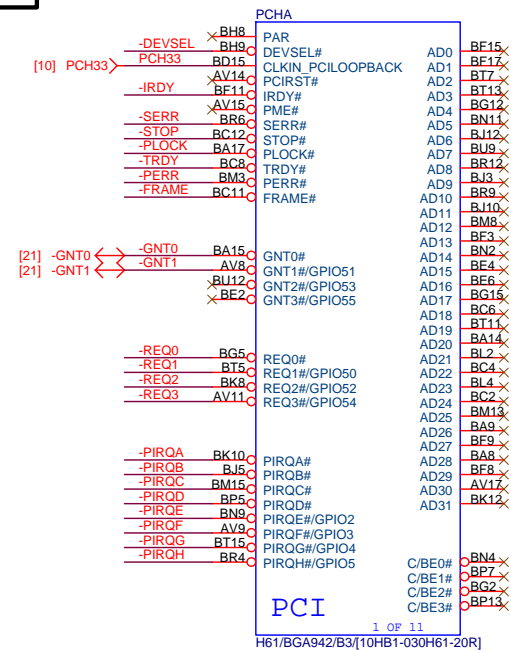 PCHA
BH8 PAR
-DEVSEL BH9 DEVSEL#
[10] PCH33 PCH33 BD15 CLKIN_PCILOOPBACK
AV14 PCIRST#
-IRDY BF11 IRDY#
AV15 PME#
-SERR BR6 SERR#
-STOP BC12 STOP#
-PLOCK BA17 PLOCK#
-TRDY BC8 TRDY#
-PERR BM3 PERR#
-FRAME BC11 FRAME#
[21] -GNT0 -GNT0 BA15 GNT0#
[21] -GNT1 -GNT1 AV8 GNT1#/GPIO51
BU12 GNT2#/GPIO53
BE2 GNT3#/GPIO55
-REQ0 BG5 REQ0#
-REQ1 BT5 REQ1#/GPIO50
-REQ2 BK8 REQ2#/GPIO52
-REQ3 AV11 REQ3#/GPIO54
-PIRQA BK10 PIRQA#
-PIRQB BJ5 PIRQB#
-PIRQC BM15 PIRQC#
-PIRQD BP5 PIRQD#
-PIRQE BN9 PIRQE#/GPIO2
-PIRQF AV9 PIRQF#/GPIO3
-PIRQG BT15 PIRQG#/GPIO4
-PIRQH BR4 PIRQH#/GPIO5
AD0 BF15
AD1 BF17
AD2 BT7
AD3 BT13
AD4 BG12
AD5 BN11
AD6 BJ12
AD7 BU9
AD8 BR12
AD9 BJ3
AD10 BR9
AD11 BJ10
AD12 BM8
AD13 BF3
AD14 BN2
AD15 BE4
AD16 BE6
AD17 BG15
AD18 BC6
AD19 BT11
AD20 BA14
AD21 BL2
AD22 BC4
AD23 BL4
AD24 BC2
AD25 BM13
AD26 BA9
AD27 BF9
AD28 BA8
AD29 BF8
AD30 AV17
AD31 BK12
C/BE0# BN4
C/BE1# BP7
C/BE2# BG2
C/BE3# BP13
PCI
1 OF 11
H61/BGA942/B3/[10HB1-030H61-20R]